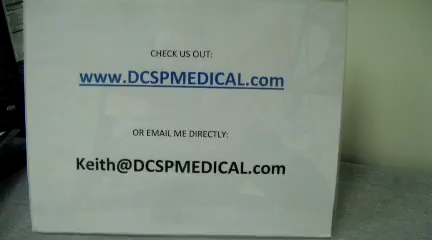 CHECK US OUT:
www.DCSPMEDICAL.com
OR EMAIL ME DIRECTLY:
Keith@DCSPMEDICAL.com